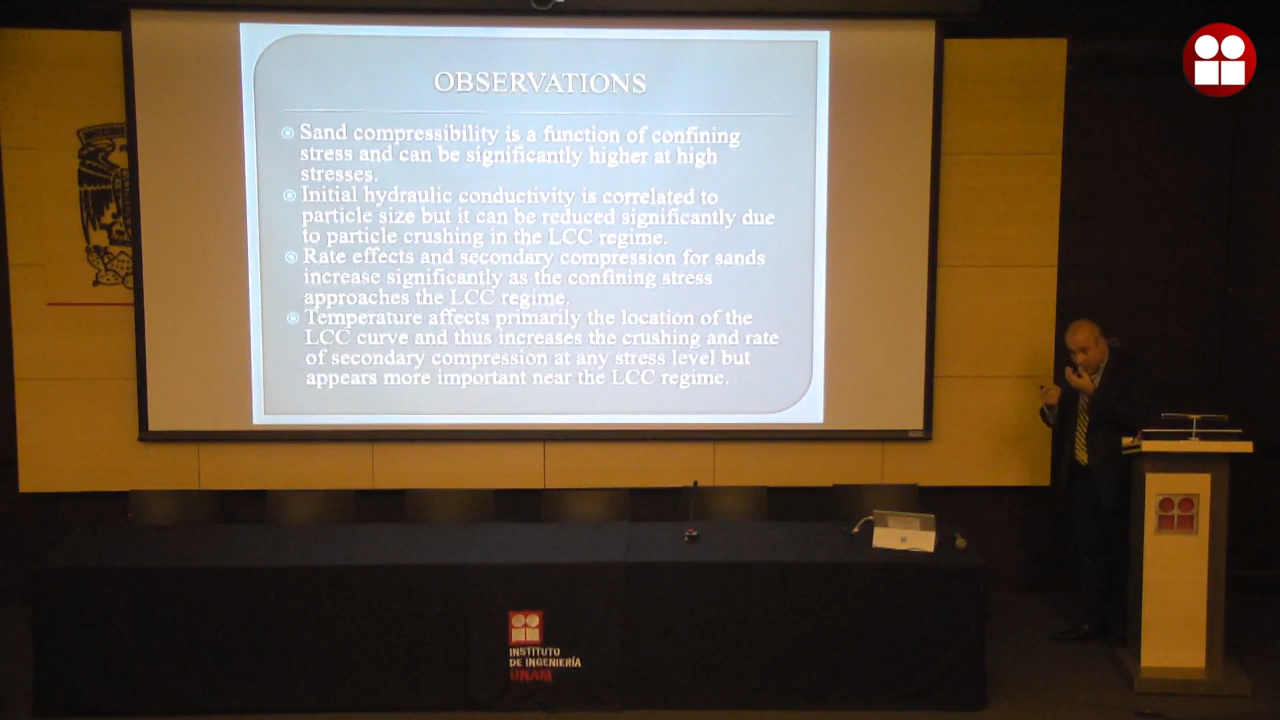 OBSERVATIONS
Sand compressibility is a function of confining
stress and can be significantly higher at high
stresses.
Initial hydraulic conductivity is correlated to
particle size but it can be reduced significantly due
to particle crushing in the LCC regime.
Rate effects and secondary compression for sands
increase significantly as the confining stress
approaches the LCC regime.
Temperature affects primarily the location of the
LCC curve and thus increases the crushing and rate
of secondary compression at any stress level but
appears more important near the LCC regime.
INSTITUTO
DE INGENIERÍA
UNAM